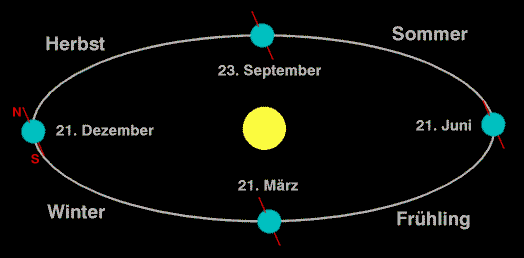 Herbst
Sommer
23. September
N
21. Dezember
21. Juni
S
21. März
Winter
Frühling